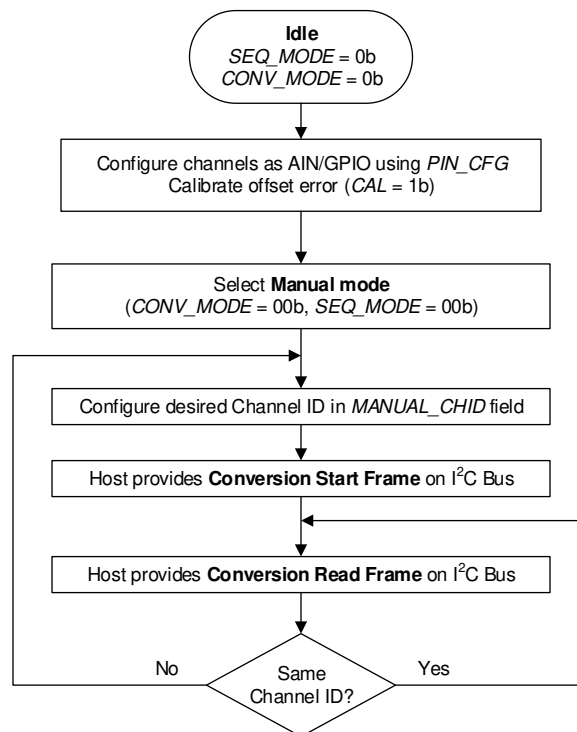 Idle
SEQ_MODE = 0b
CONV_MODE = 0b
Configure channels as AIN/GPIO using PIN_CFG
Calibrate offset error (CAL = 1b)
Select Manual mode
(CONV_MODE = 00b, SEQ_MODE = 00b)
Configure desired Channel ID in MANUAL_CHID field
Host provides Conversion Start Frame on I²C Bus
Host provides Conversion Read Frame on I²C Bus
No
Same
Channel ID?
Yes